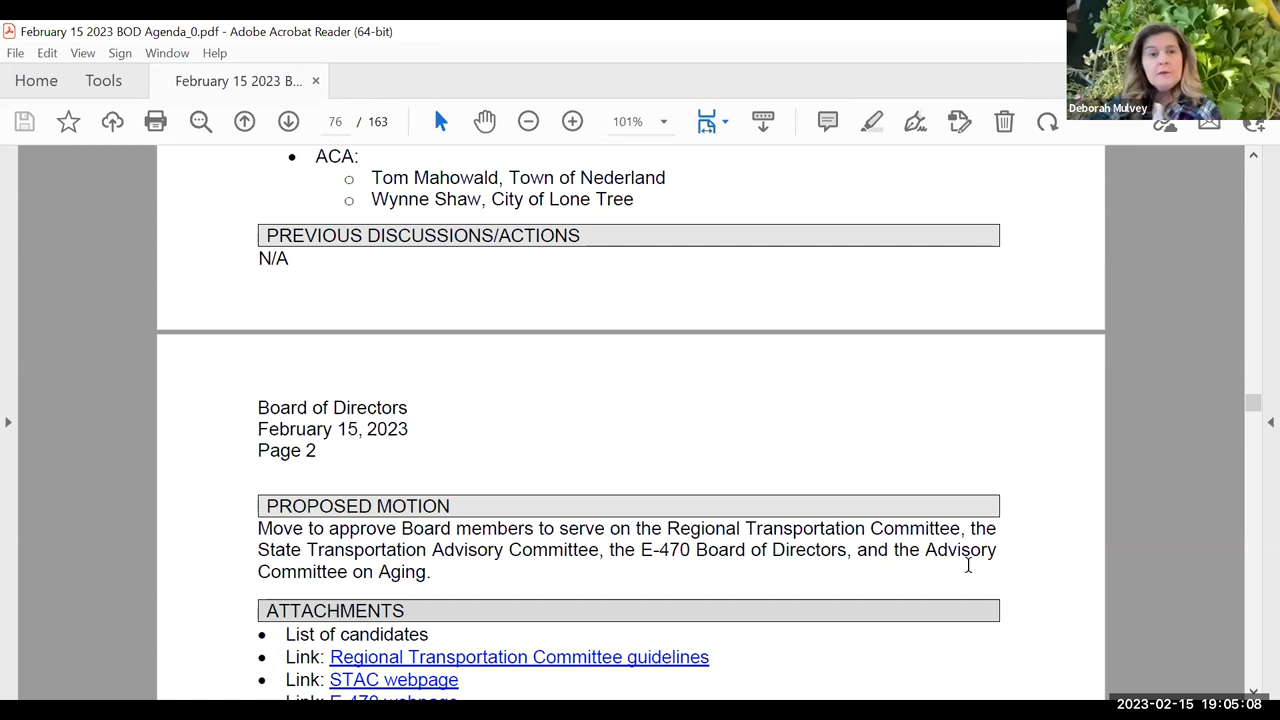 February 15 2023 BOD Agenda_0.pdf - Adobe Acrobat Reader (64-bit)
File Edit View Sign Window Help
Home Tools February 15 2023 B... ×
76 / 163 101%
Deborah Mulvey
• ACA:
○ Tom Mahowald, Town of Nederland
○ Wynne Shaw, City of Lone Tree
PREVIOUS DISCUSSIONS/ACTIONS
N/A
Board of Directors
February 15, 2023
Page 2
PROPOSED MOTION
Move to approve Board members to serve on the Regional Transportation Committee, the
State Transportation Advisory Committee, the E-470 Board of Directors, and the Advisory
Committee on Aging.
ATTACHMENTS
• List of candidates
• Link: Regional Transportation Committee guidelines
• Link: STAC webpage
• Link: E-470 webpage
2023-02-15 19:05:08